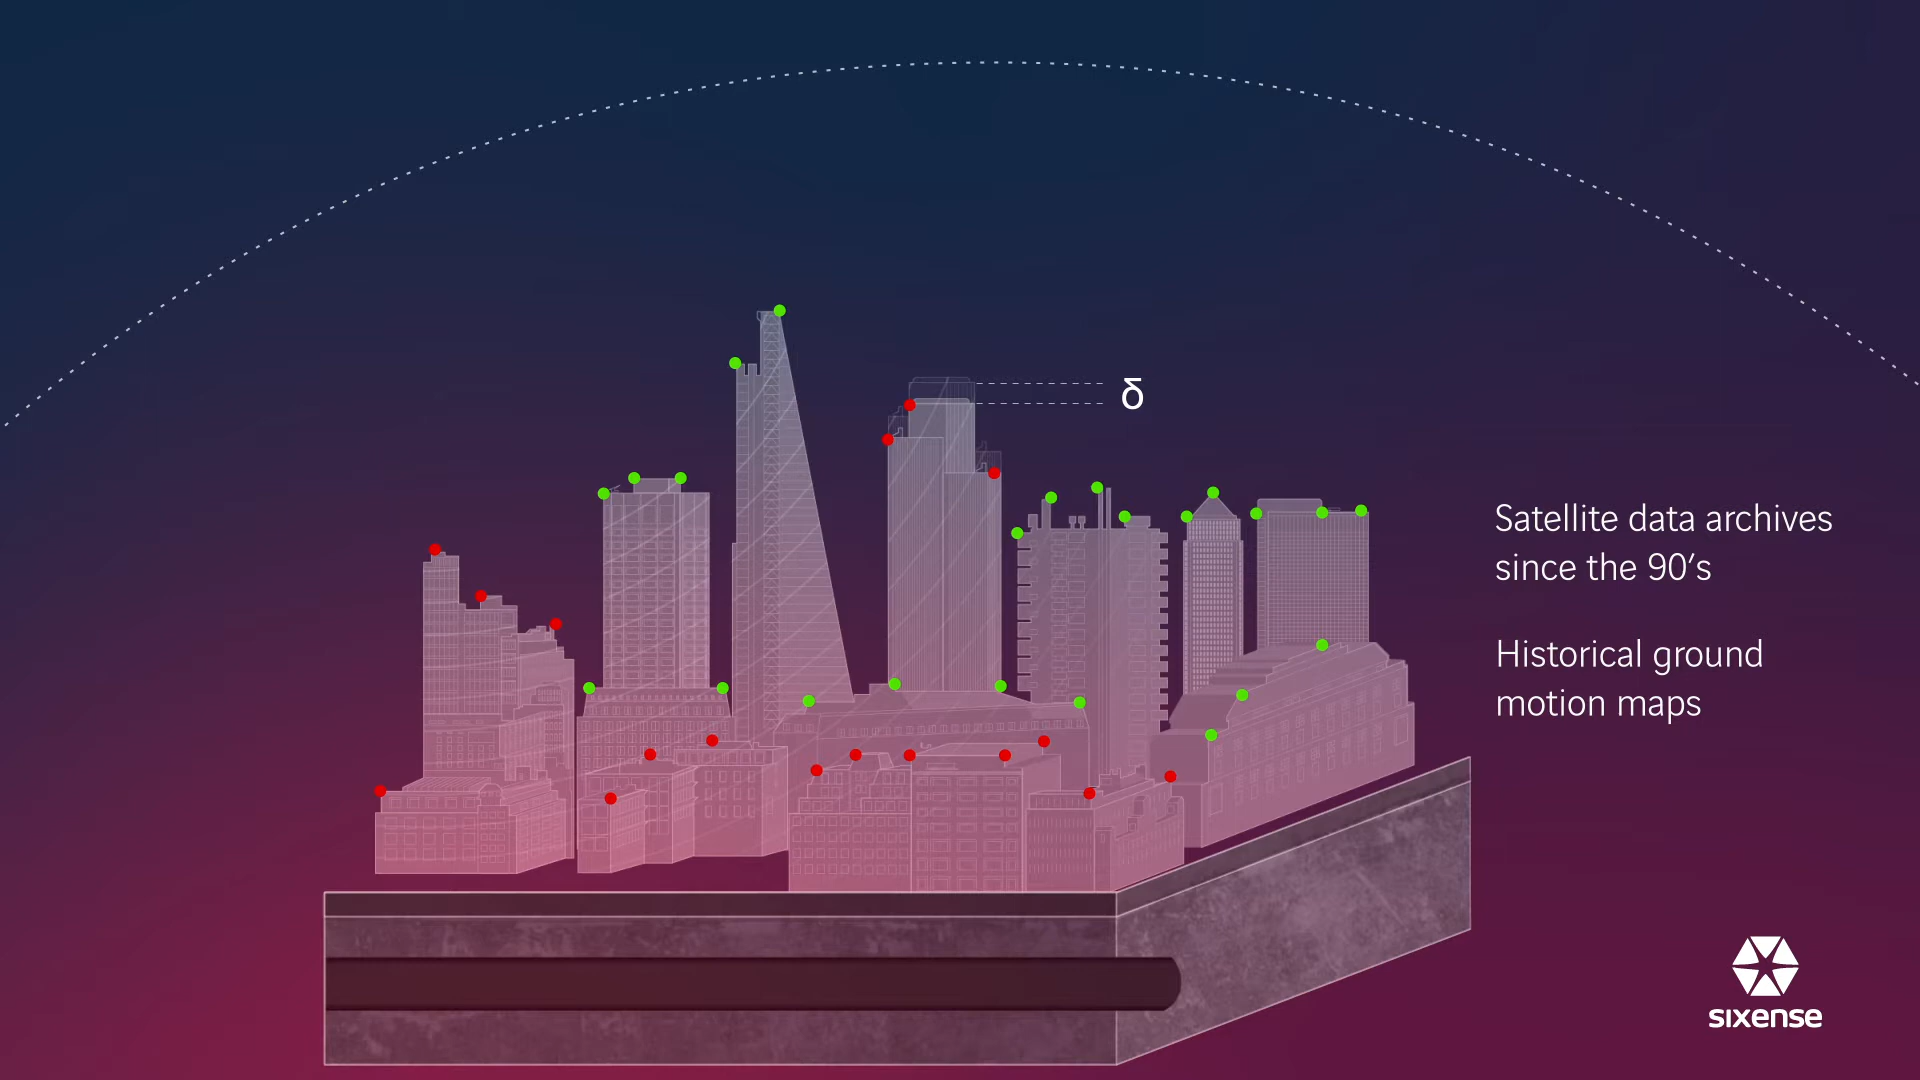 δ
Satellite data archives
since the 90’s
Historical ground
motion maps
sixense